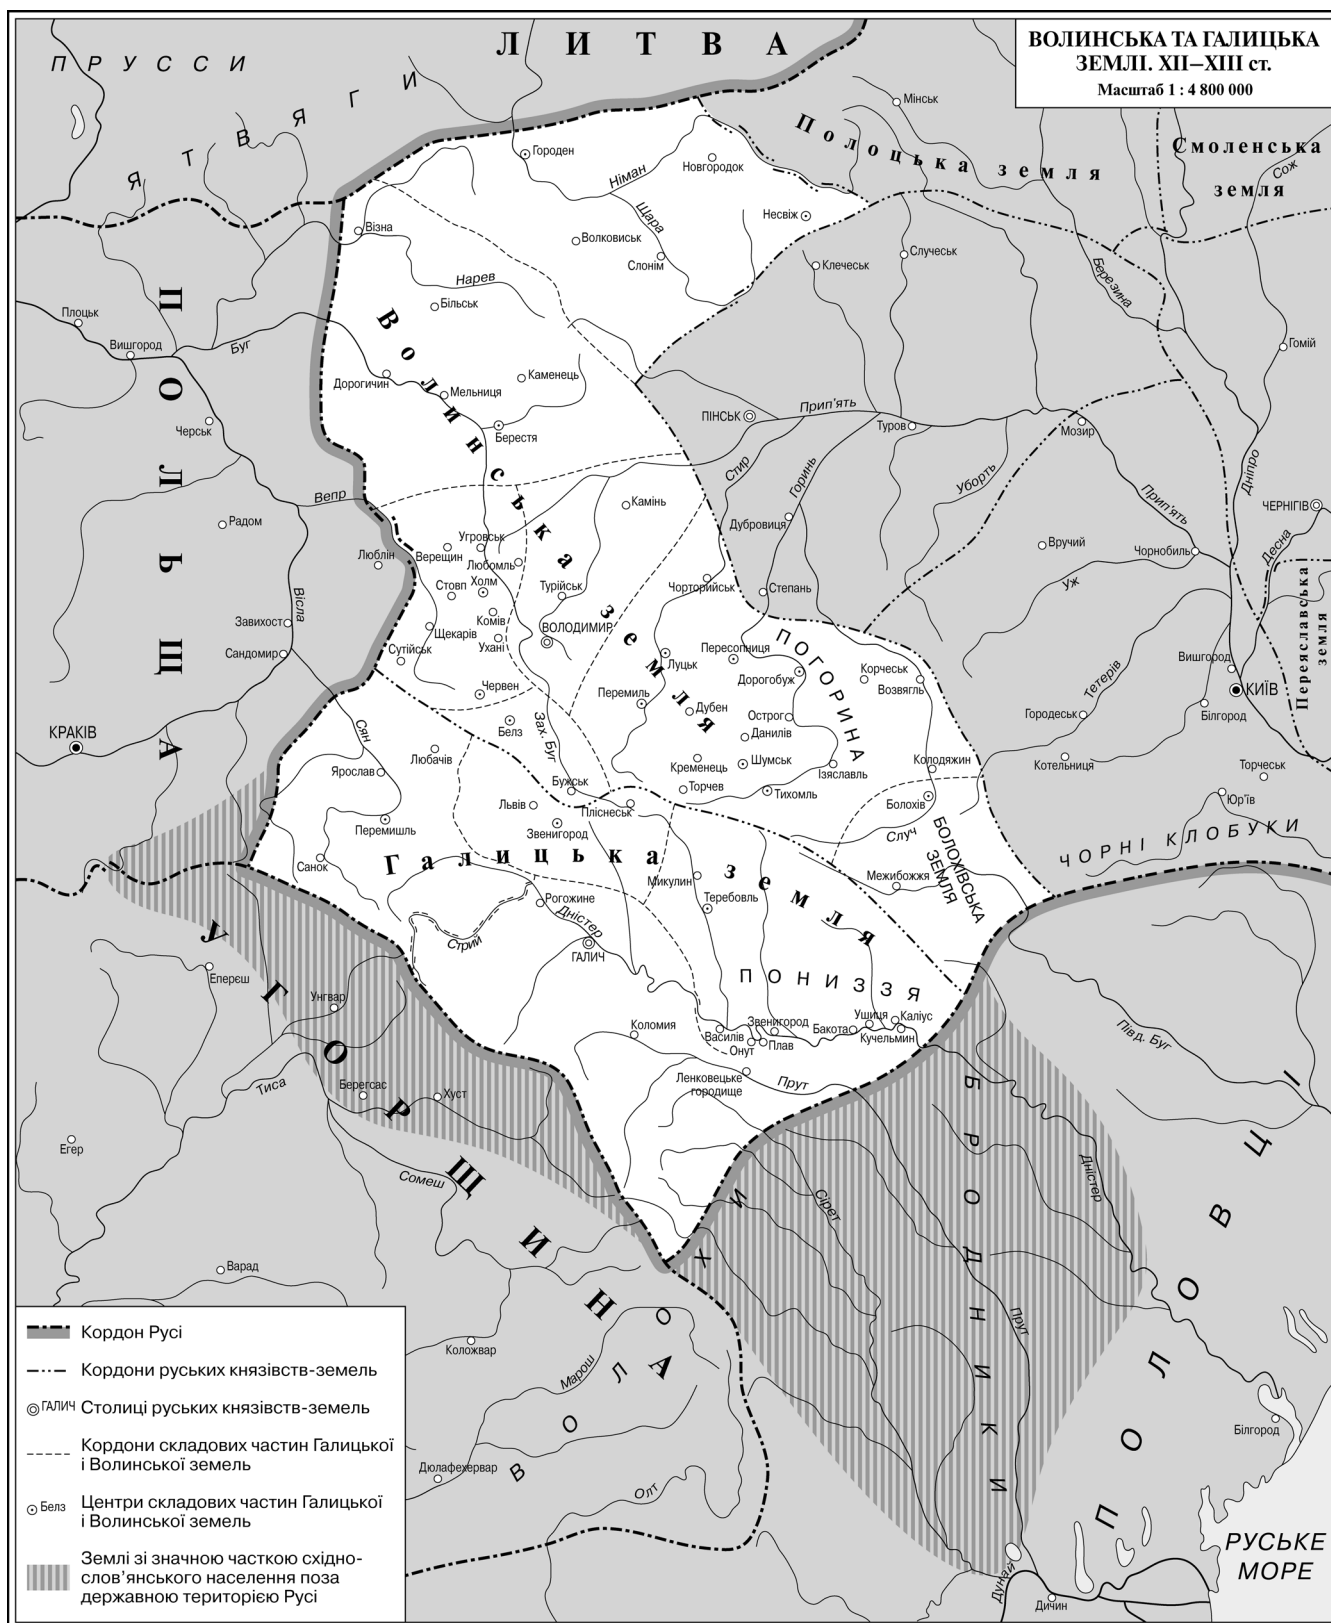 ВОЛИНСЬКА ТА ГАЛИЦЬКА
ЗЕМЛІ. XII–XIII ст.
Масштаб 1 : 4 800 000
ЛИТВА
ПРУССИ
ЯТВЯГИ
Мінськ
Полоцька земля
Смоленська
земля
Сож
Городен
Німан
Новгородок
Щара
Несвіж
Візна
Волковиськ
Слонім
Клечеськ
Случеськ
Березина
Нарев
Більськ
Плоцьк
Вишгород
Буг
Гомій
ПОЛЬЩА
Волинська земля
Дорогичин
Мельниця
Каменець
Берестя
Черськ
ПІНСЬК
Прип'ять
Туров
Мозир
Стир
Горинь
Уборть
Прип'ять
Дніпро
Вепр
Радом
Камінь
Дубровиця
ЧЕРНІГІВ
Десна
Люблін
Верещин
Угровськ
Любомль
Вручий
Чорнобиль
Стовп
Холм
Турійськ
Чорторийськ
Степань
Уж
Переяславська
земля
Вісла
Завихост
Комів
ВОЛОДИМИР
Щекарів
Ухані
Сандомир
Сутійськ
Луцьк
Пересопниця
ПОГОРИНА
Дорогобуж
Корчеськ
Возвягль
Тетерів
Вишгород
КИЇВ
Червен
Перемиль
Дубен
Острог
Городеськ
Білгород
КРАКІВ
Сян
Белз
Зах. Буг
Данилів
Любачів
Ярослав
Кременець
Шумськ
Ізяславль
Колодяжин
Котельниця
Торчеськ
Бужськ
Торчев
Тихомль
Болохів
Юр'їв
Львів
Пліснеськ
Перемишль
Звенигород
Случ
БОЛОХІВСЬКА
ЗЕМЛЯ
ЧОРНІ КЛОБУКИ
Галицька земля
Санок
Микулин
Межибожжя
Рогожине
Теребовль
Дністер
Стрий
ГАЛИЧ
УГОРЩИНА
Еперєш
Унгвар
ПОНИЗЗЯ
Коломия
Василів
Звенигород
Бакота
Ушиця
Каліус
Онут
Плав
Кучельмин
Півд. Буг
Тиса
Берегсас
Хуст
Ленковецьке
городище
Прут
БРОДНИКИ
Егер
Дністер
Сомеш
Сірет
ПОЛОВЦІ
ВОЛОХИ
Варад
Прут
Коложвар
Марош
Дюлафехервар
Олт
Білгород
РУСЬКЕ
МОРЕ
Дунай
Дичин
Кордон Русі
Кордони руських князівств-земель
ГАЛИЧ Столиці руських князівств-земель
Кордони складових частин Галицької
і Волинської земель
Белз Центри складових частин Галицької
і Волинської земель
Землі зі значною часткою східно-
слов'янського населення поза
державною територією Русі